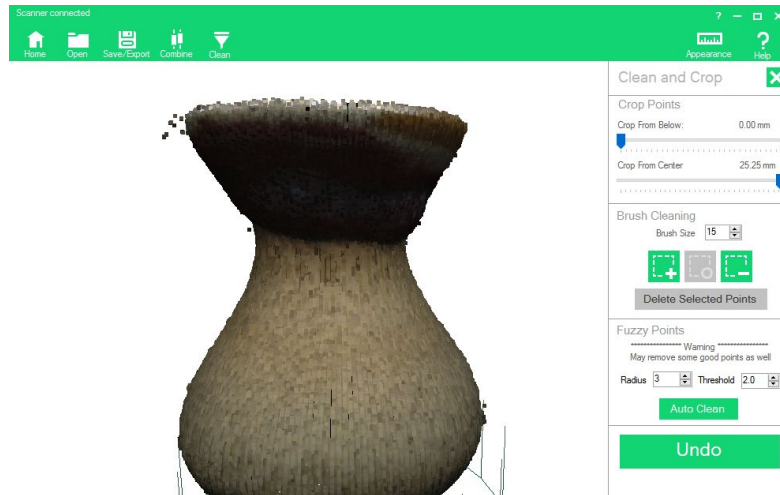 Scanner connected
?
Home
Open
Save/Export
Combine
Clean
Appearance
Help
Clean and Crop
Crop Points
Crop From Below: 0.00 mm
Crop From Center 25.25 mm
Brush Cleaning
Brush Size 15
Delete Selected Points
Fuzzy Points
**************** Warning ****************
May remove some good points as well
Radius 3 Threshold 2.0
Auto Clean
Undo